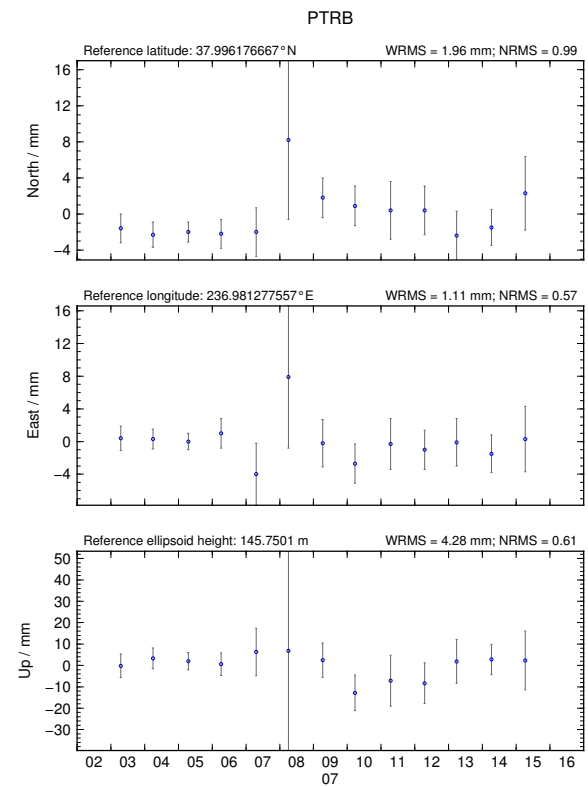 PTRB
Reference latitude: 37.996176667°N WRMS = 1.96 mm; NRMS = 0.99
16
12
8
4
0
−4
North / mm
Reference longitude: 236.981277557°E WRMS = 1.11 mm; NRMS = 0.57
16
12
8
4
0
−4
East / mm
Reference ellipsoid height: 145.7501 m WRMS = 4.28 mm; NRMS = 0.61
50
40
30
20
10
0
−10
−20
−30
Up / mm
02 03 04 05 06 07 08 09 10 11 12 13 14 15 16
07